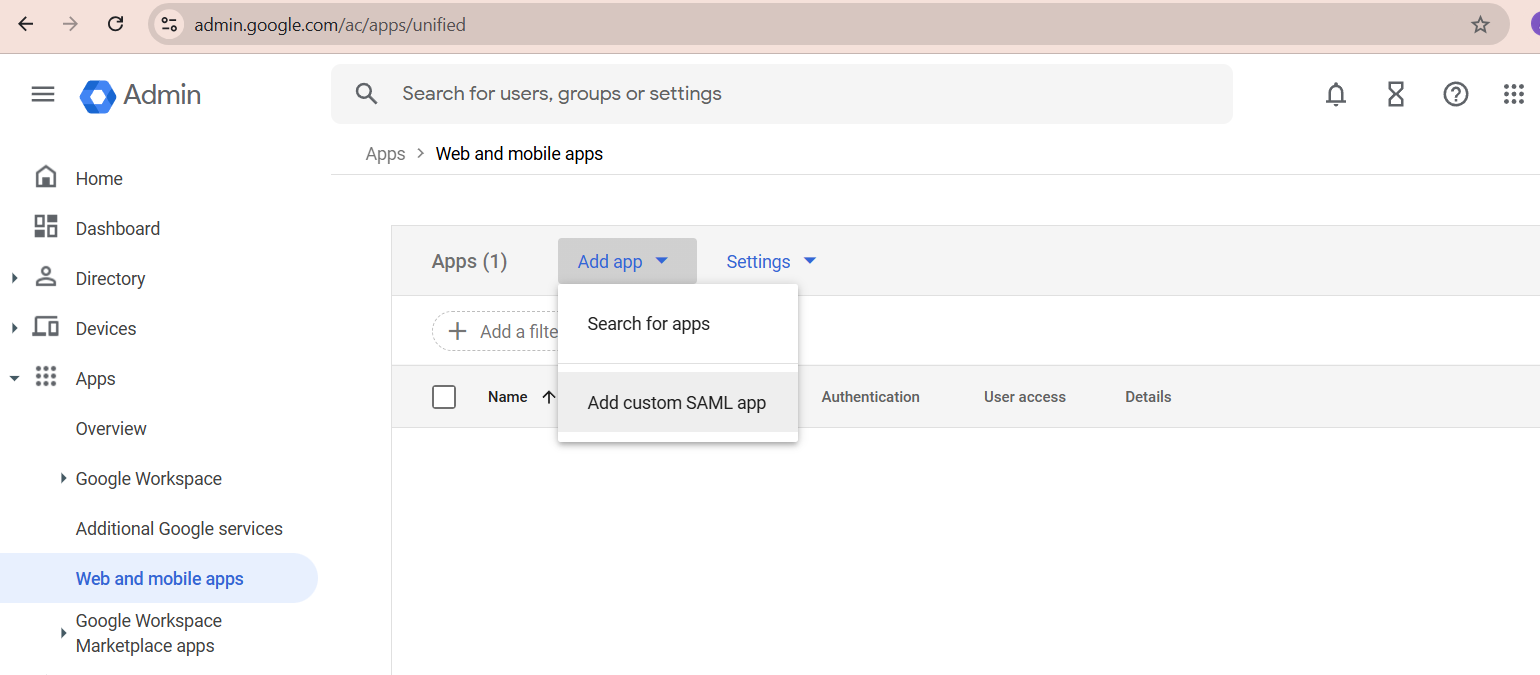 admin.google.com/ac/apps/unified
Admin
Search for users, groups or settings
Apps > Web and mobile apps
Home
Dashboard
Directory
Devices
Apps
Overview
Google Workspace
Additional Google services
Web and mobile apps
Google Workspace
Marketplace apps
Apps (1)
Add app
Settings
Search for apps
Add custom SAML app
Add a filte
Name
Authentication
User access
Details